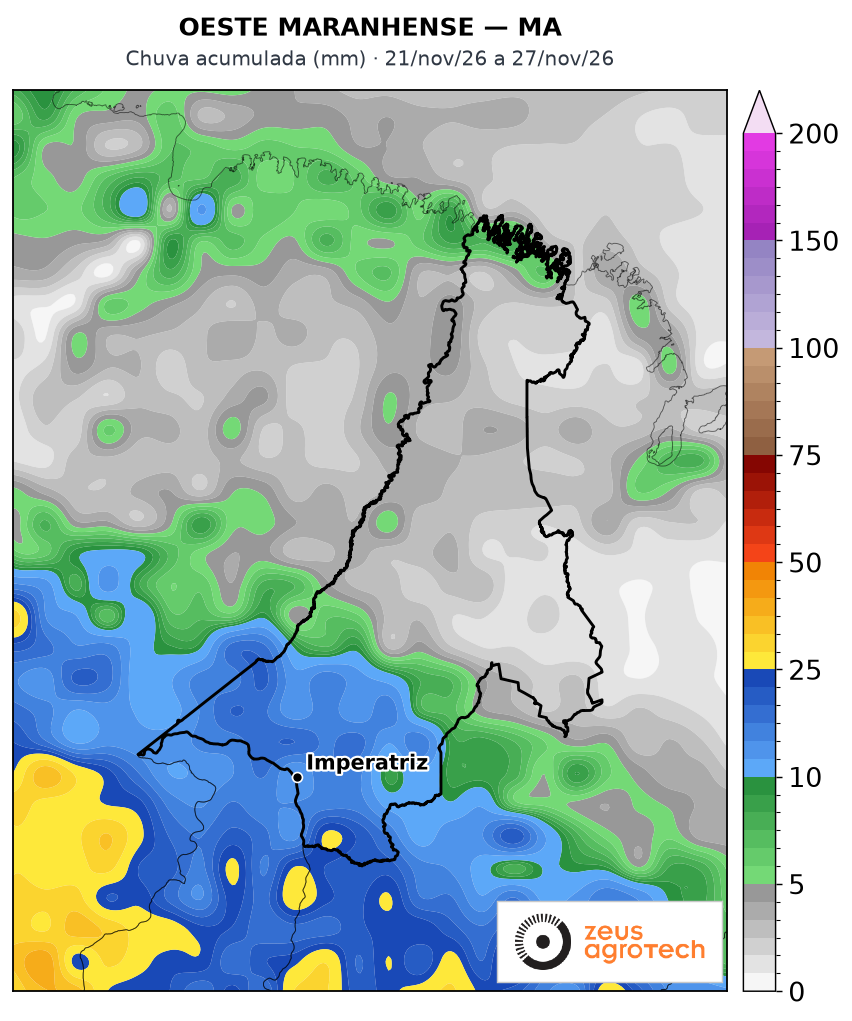 OESTE MARANHENSE — MA
Chuva acumulada (mm) · 21/nov/26 a 27/nov/26
200
150
100
75
50
25
10
5
0
Imperatriz
zeus
agrotech